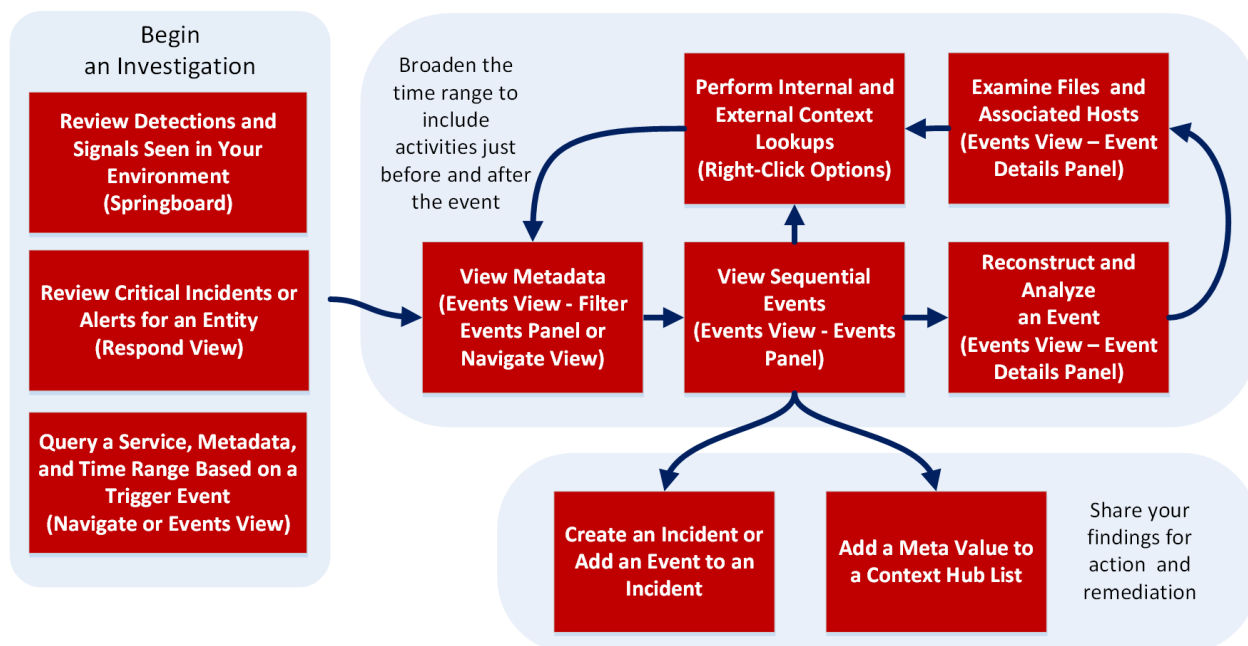 Begin
an Investigation
Review Detections and
Signals Seen in Your
Environment
(Springboard)
Review Critical Incidents or
Alerts for an Entity
(Respond View)
Query a Service, Metadata,
and Time Range Based on a
Trigger Event
(Navigate or Events View)
Broaden the
time range to
include
activities just
before and after
the event
Perform Internal and
External Context
Lookups
(Right-Click Options)
Examine Files and
Associated Hosts
(Events View – Event
Details Panel)
View Metadata
(Events View - Filter
Events Panel or
Navigate View)
View Sequential
Events
(Events View - Events
Panel)
Reconstruct and
Analyze
an Event
(Events View – Event
Details Panel)
Create an Incident or
Add an Event to an
Incident
Add a Meta Value to
a Context Hub List
Share your
findings for
action and
remediation